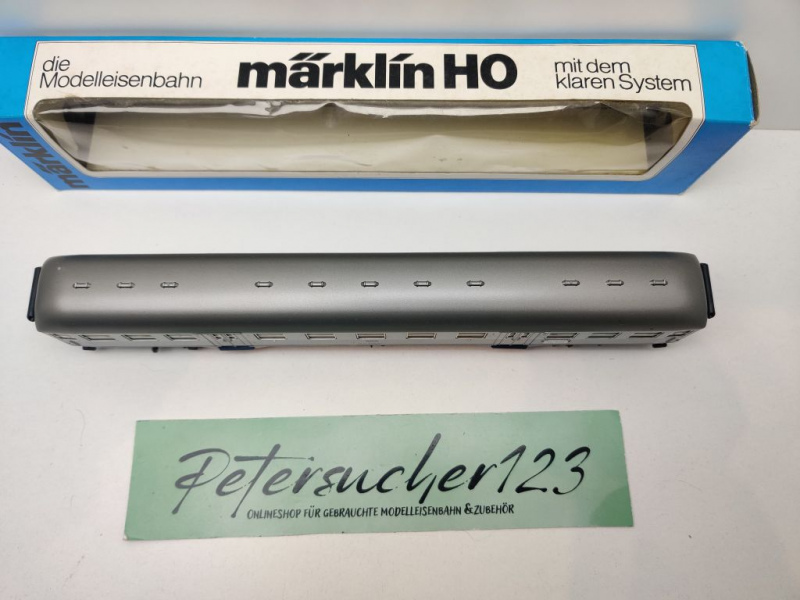 die
Modelleisenbahn
märklin HO
mit dem
klaren System
märklin
Petersucher123
ONLINESHOP FÜR GEBRAUCHTE MODELLEISENBAHN & ZUBEHÖR